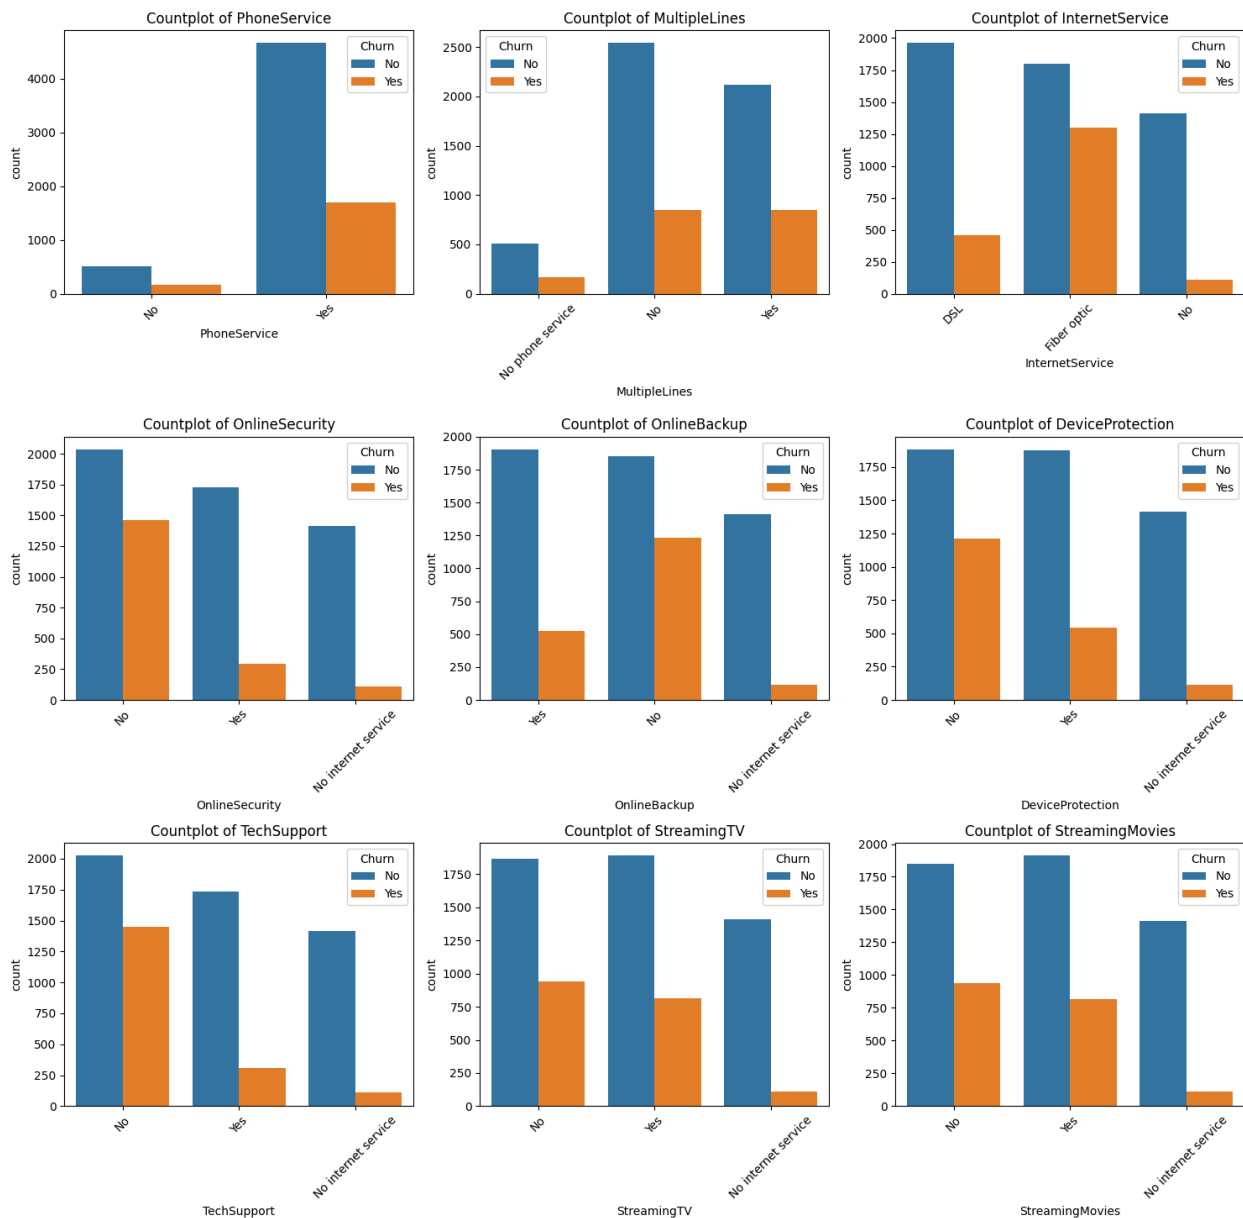 Countplot of PhoneService
Churn
No
Yes
4000
3000
2000
1000
0
count
No
Yes
PhoneService
Countplot of MultipleLines
Churn
No
Yes
2500
2000
1500
1000
500
0
count
No phone service
No
Yes
MultipleLines
Countplot of InternetService
Churn
No
Yes
2000
1750
1500
1250
1000
750
500
250
0
count
DSL
Fiber optic
No
InternetService
Countplot of OnlineSecurity
Churn
No
Yes
2000
1750
1500
1250
1000
750
500
250
0
count
No
Yes
No internet service
OnlineSecurity
Countplot of OnlineBackup
Churn
No
Yes
2000
1750
1500
1250
1000
750
500
250
0
count
Yes
No
No internet service
OnlineBackup
Countplot of DeviceProtection
Churn
No
Yes
1750
1500
1250
1000
750
500
250
0
count
No
Yes
No internet service
DeviceProtection
Countplot of TechSupport
Churn
No
Yes
2000
1750
1500
1250
1000
750
500
250
0
count
No
Yes
No internet service
TechSupport
Countplot of StreamingTV
Churn
No
Yes
1750
1500
1250
1000
750
500
250
0
count
No
Yes
No internet service
StreamingTV
Countplot of StreamingMovies
Churn
No
Yes
2000
1750
1500
1250
1000
750
500
250
0
count
No
Yes
No internet service
StreamingMovies